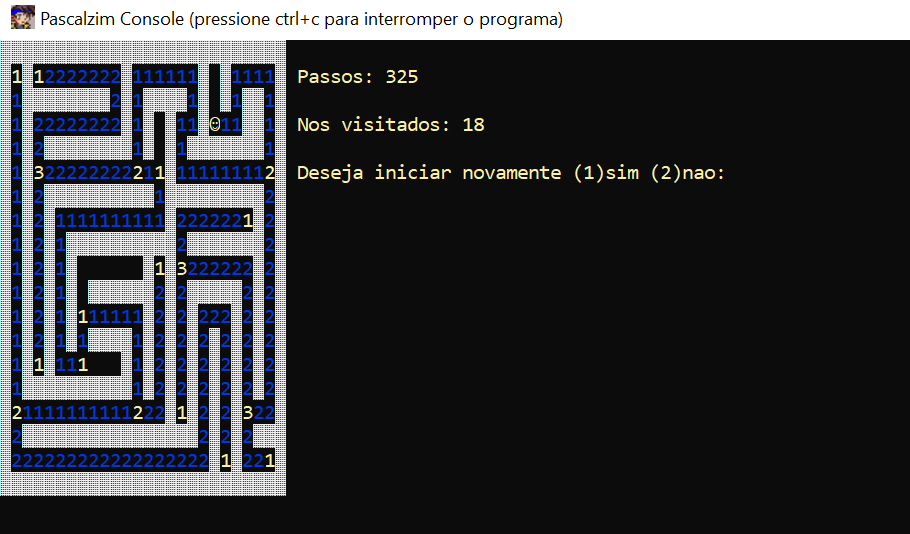 Pascalzim Console (pressione ctrl+c para interromper o programa)
1 12222222 111111 1111 Passos: 325
1 2 1 1 1 1
1 22222222 1 11 ☺11 1 Nos visitados: 18
1 2 1 1 1
1 322222222211 111111112 Deseja iniciar novamente (1)sim (2)nao:
1 2 1 2
1 2 1111111111 2222221 2
1 2 1 2 2
1 2 1 1 3222222 2
1 2 1 2 2 2 2
1 2 1 111111 2 2 222 2 2
1 2 1 1 1 2 2 2 2 2 2
1 1 111 1 2 2 2 2 2 2
1 1 2 2 2 2 2 2
21111111111222 1 2 2 322
2 2 2 2
222222222222222222 1 221